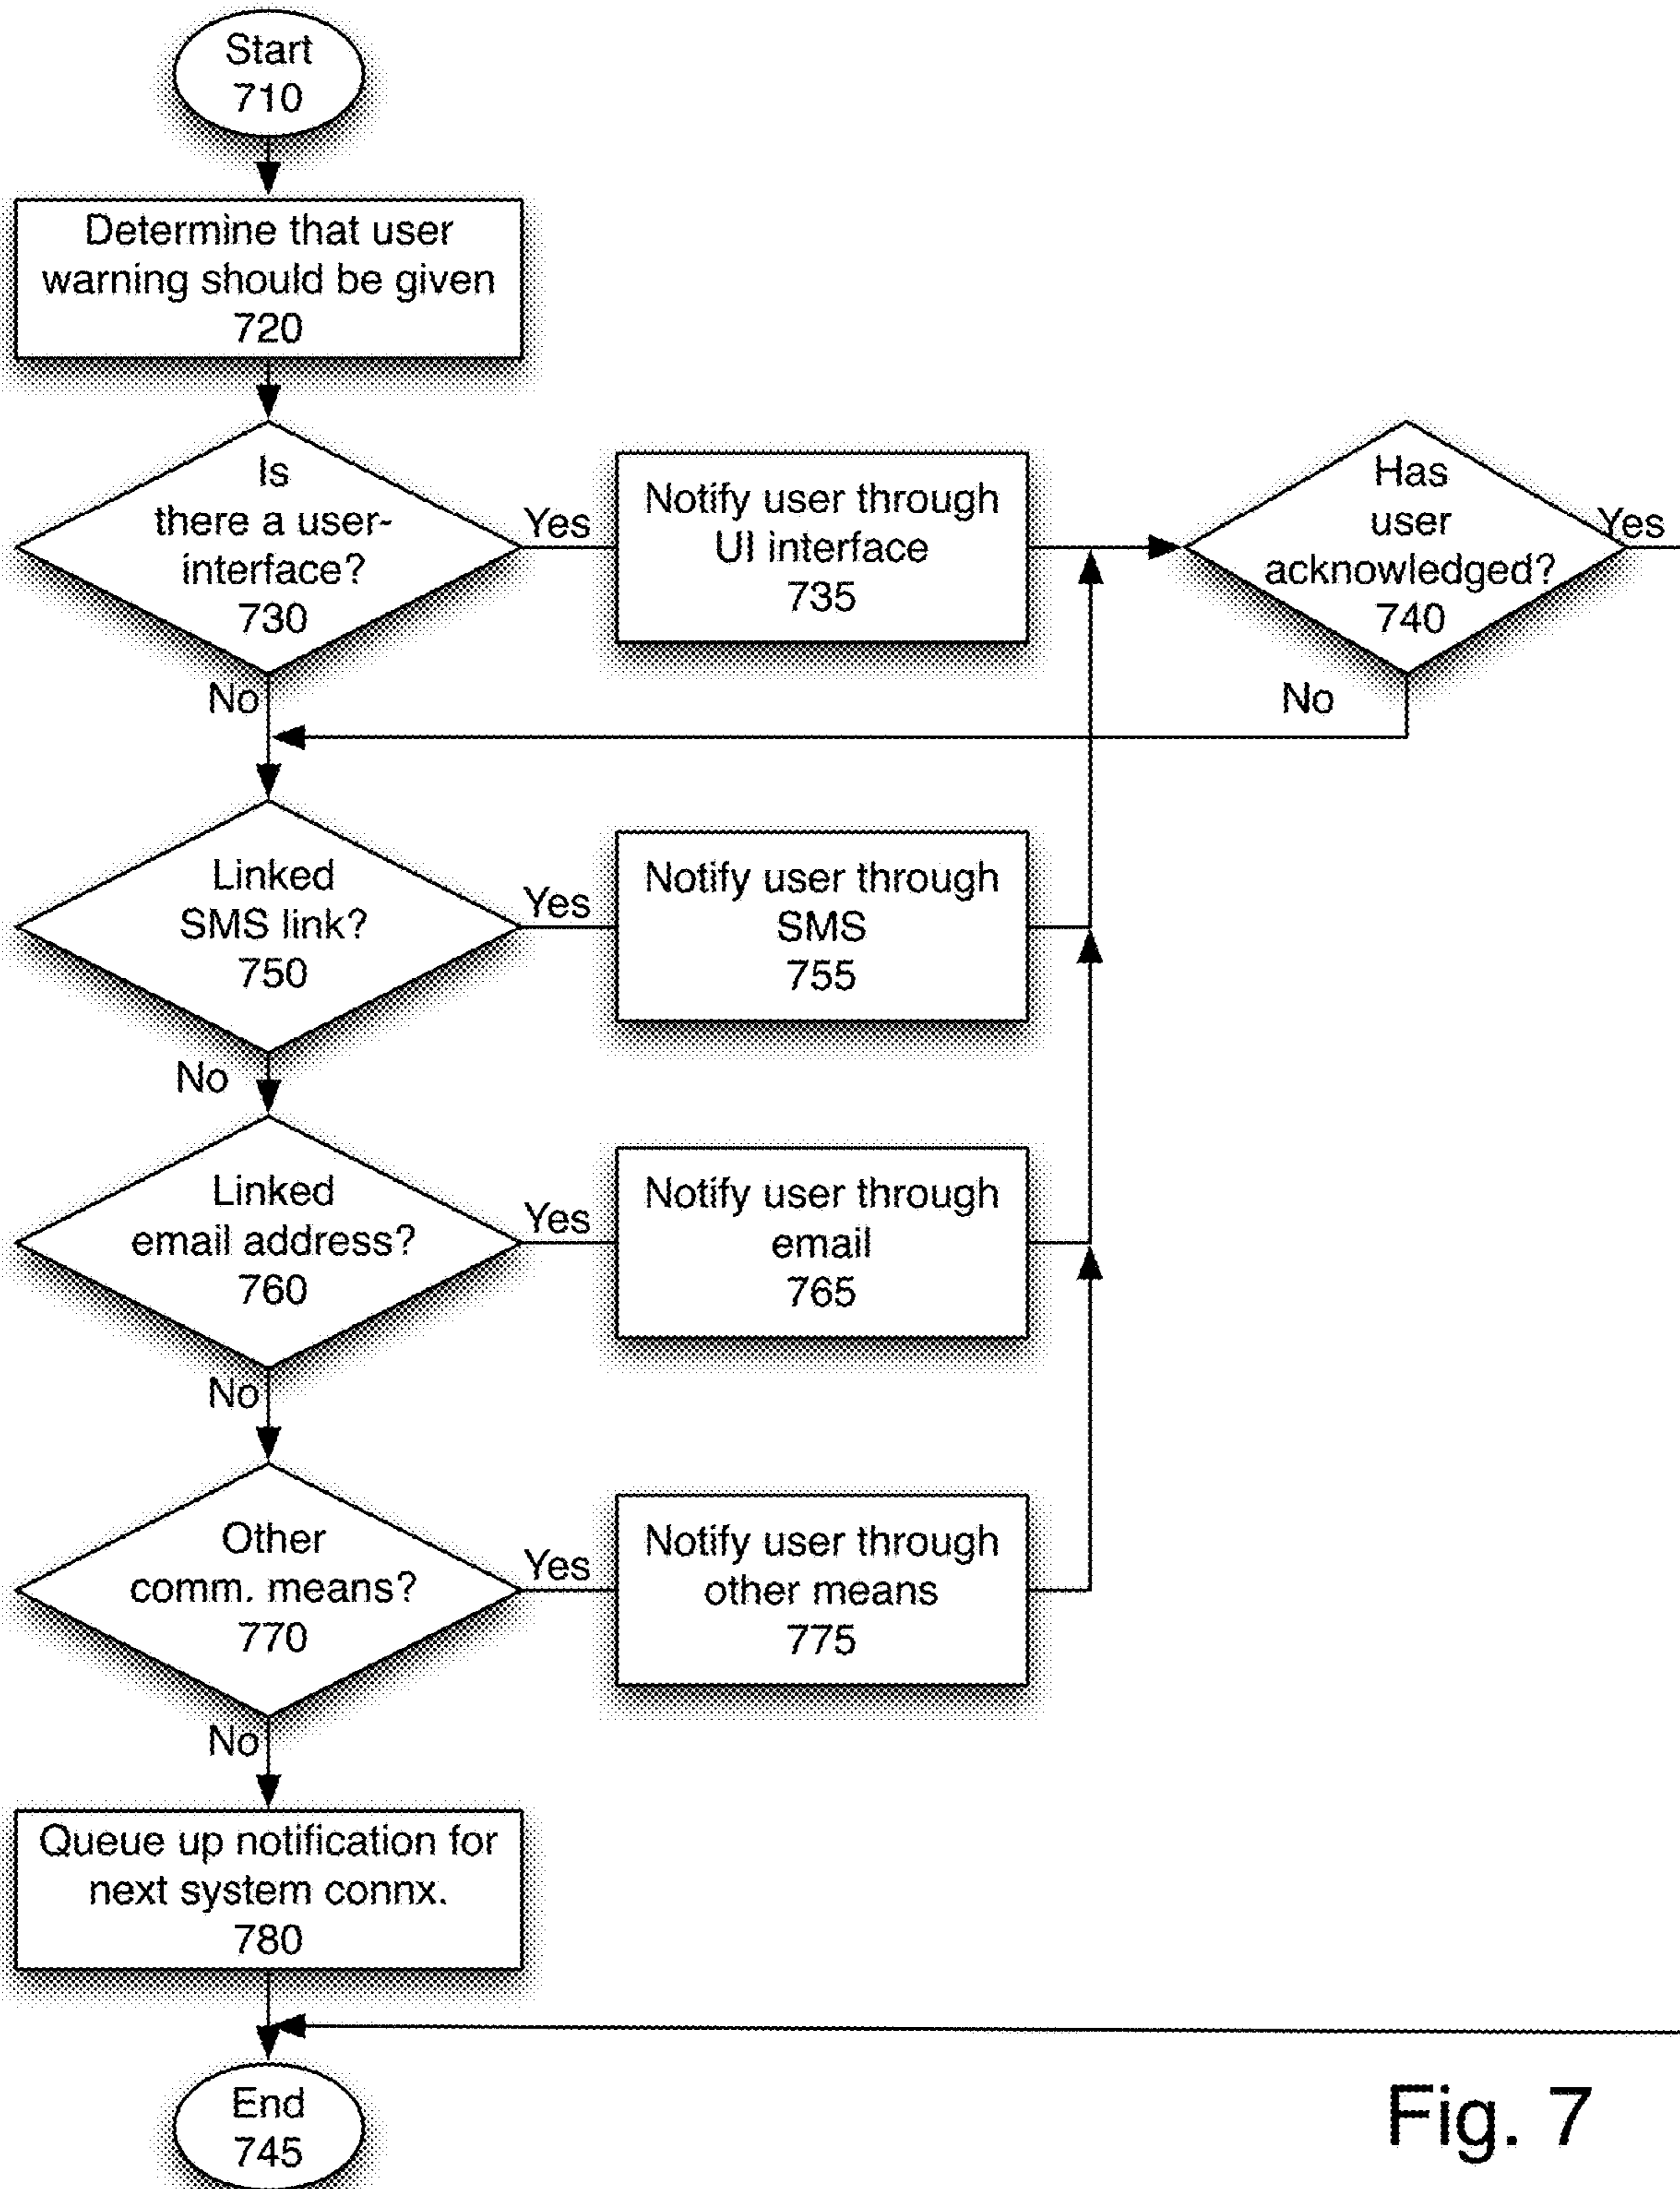 Start
710
Determine that user
warning should be given
720
Is
there a user-
interface?
730
Yes
Notify user through
UI interface
735
Has
user
acknowledged?
740
Yes
No
No
Linked
SMS link?
750
Yes
Notify user through
SMS
755
No
Linked
email address?
760
Yes
Notify user through
email
765
No
Other
comm. means?
770
Yes
Notify user through
other means
775
No
Queue up notification for
next system connx.
780
End
745
Fig. 7